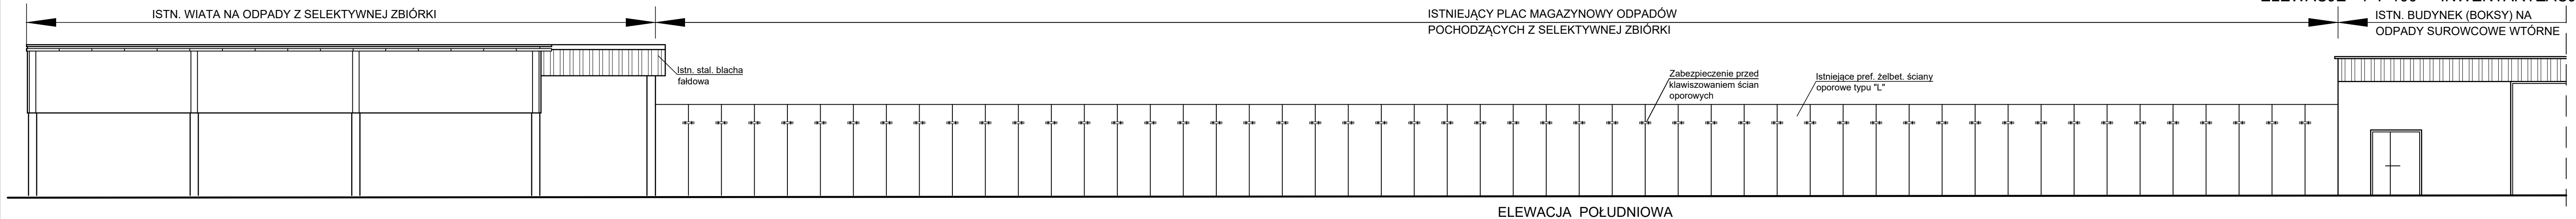 ISTN. WIATA NA ODPADY Z SELEKTYWNEJ ZBIÓRKI
ISTNIEJĄCY PLAC MAGAZYNOWY ODPADÓW
POCHODZĄCYCH Z SELEKTYWNEJ ZBIÓRKI
ISTN. BUDYNEK (BOKSY) NA
ODPADY SUROWCOWE WTÓRNE
Istn. stal. blacha
fałdowa
Zabezpieczenie przed
klawiszowaniem ścian
oporowych
Istniejące pref. żelbet. ściany
oporowe typu "L"
ELEWACJA POŁUDNIOWA